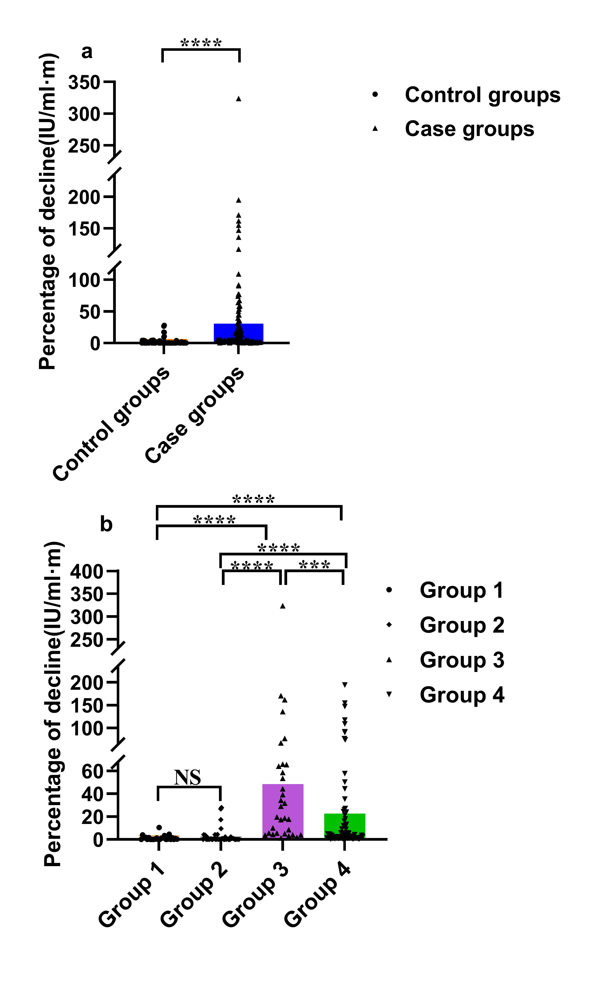 a
****
Percentage of decline(IU/ml·m)
350
300
250
200
150
100
50
0
Control groups
Case groups
Control groups
Case groups
b
****
****
****
****
***
Percentage of decline(IU/ml·m)
400
350
300
250
200
150
100
60
40
20
0
NS
Group 1
Group 2
Group 3
Group 4
Group 1
Group 2
Group 3
Group 4